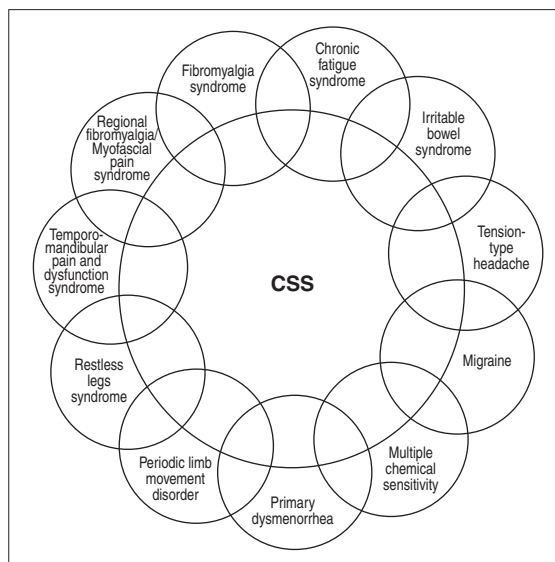 Chronic
fatigue
syndrome
Fibromyalgia
syndrome
Irritable
bowel
syndrome
Regional
fibromyalgia/
Myofascial
pain
syndrome
Tension-
type
headache
Temporo-
mandibular
pain and
dysfunction
syndrome
CSS
Migraine
Restless
legs
syndrome
Multiple
chemical
sensitivity
Periodic limb
movement
disorder
Primary
dysmenorrhea